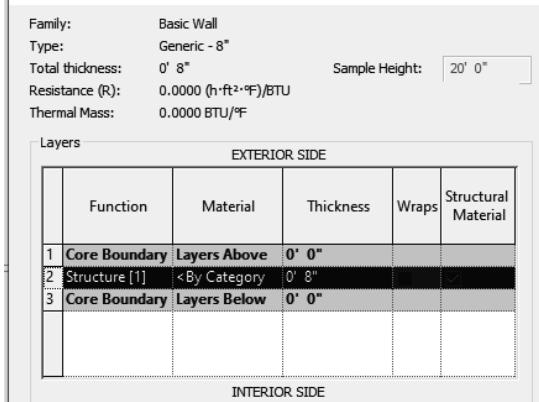 Family: Basic Wall
Type: Generic - 8"
Total thickness: 0' 8" Sample Height: 20' 0"
Resistance (R): 0.0000 (h·ft²·°F)/BTU
Thermal Mass: 0.0000 BTU/°F
Layers
EXTERIOR SIDE
Function Material Thickness Wraps Structural Material
1 Core Boundary Layers Above 0' 0"
2 Structure [1] <By Category 0' 8"
3 Core Boundary Layers Below 0' 0"
INTERIOR SIDE